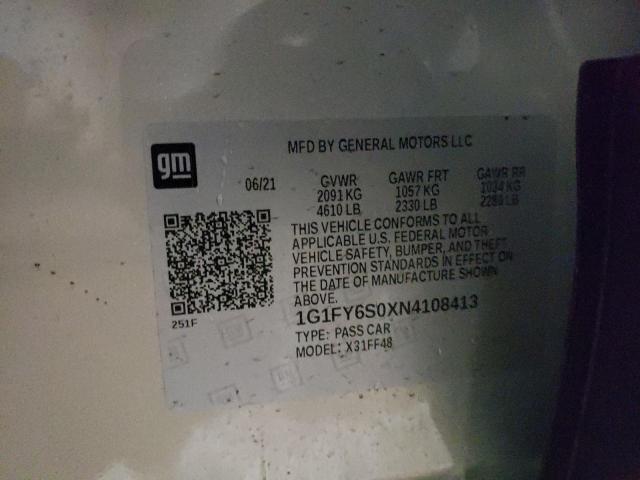 gm
MFD BY GENERAL MOTORS LLC
06/21
GVWR GAWR FRT GAWR RR
2091 KG 1057 KG 1034 KG
4610 LB 2330 LB 2280 LB
THIS VEHICLE CONFORMS TO ALL
APPLICABLE U.S. FEDERAL MOTOR
VEHICLE SAFETY, BUMPER, AND THEFT
PREVENTION STANDARDS IN EFFECT ON
THE DATE OF MANUFACTURE SHOWN
ABOVE.
251F
1G1FY6S0XN4108413
TYPE: PASS CAR
MODEL: X31FF48